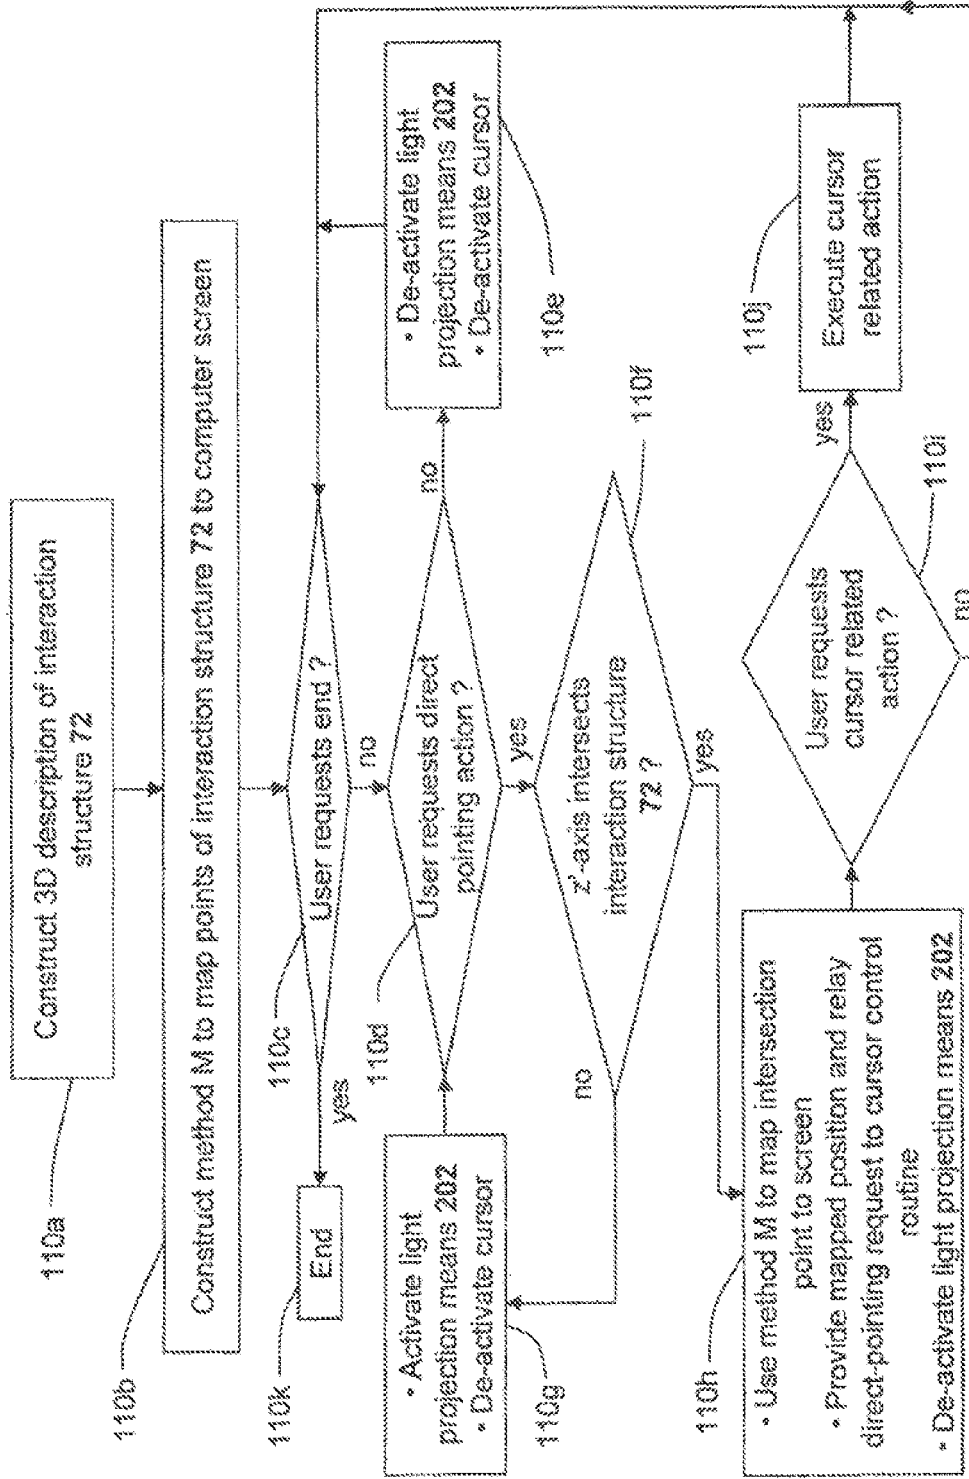 Construct 3D description of interaction
structure 72
110a
Construct method M to map points of interaction structure 72 to computer screen
110b
User requests end ?
110c
yes
no
End
110k
User requests direct
pointing action ?
110d
no
yes
• De-activate light
projection means 202
• De-activate cursor
110e
z'-axis intersects
interaction structure
72 ?
110f
no
yes
• Activate light
projection means 202
• De-activate cursor
110g
• Use method M to map intersection
point to screen
• Provide mapped position and relay
direct-pointing request to cursor control
routine
• De-activate light projection means 202
110h
User requests
cursor related
action ?
110i
yes
no
Execute cursor
related action
110j